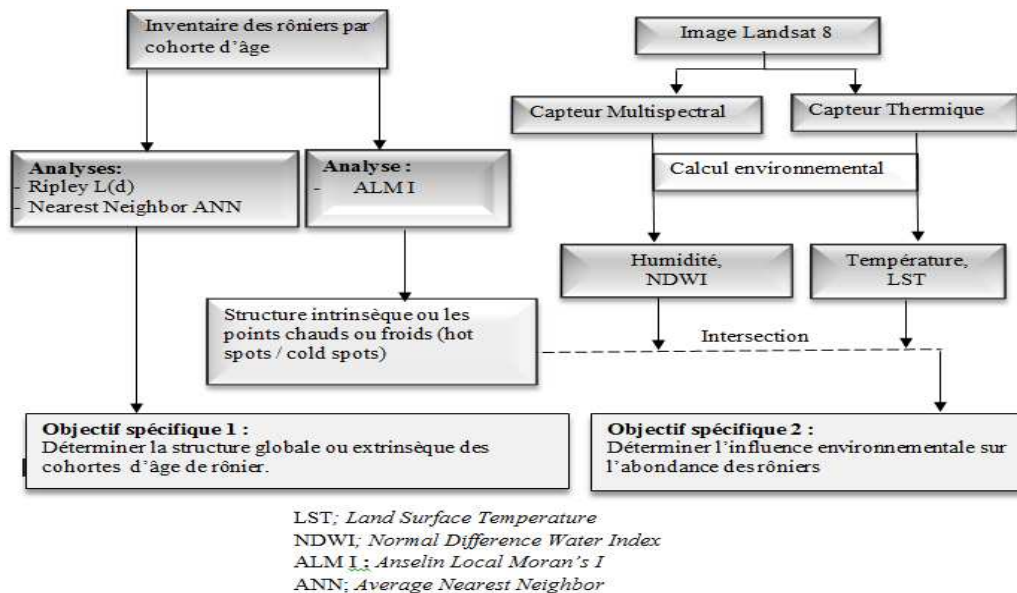 Inventaire des rôniers par
cohorte d'âge
Image Landsat 8
Capteur Multispectral
Capteur Thermique
Analyses:
- Ripley L(d)
- Nearest Neighbor ANN
Analyse :
- ALM I
Calcul environnemental
Humidité,
NDWI
Température,
LST
Structure intrinsèque ou les
points chauds ou froids (hot
spots / cold spots)
Intersection
Objectif spécifique 1 :
Déterminer la structure globale ou extrinsèque des
cohortes d'âge de rônier.
Objectif spécifique 2 :
Déterminer l'influence environnementale sur
l'abondance des rôniers
LST; Land Surface Temperature
NDWI; Normal Difference Water Index
ALM I : Anselin Local Moran's I
ANN; Average Nearest Neighbor